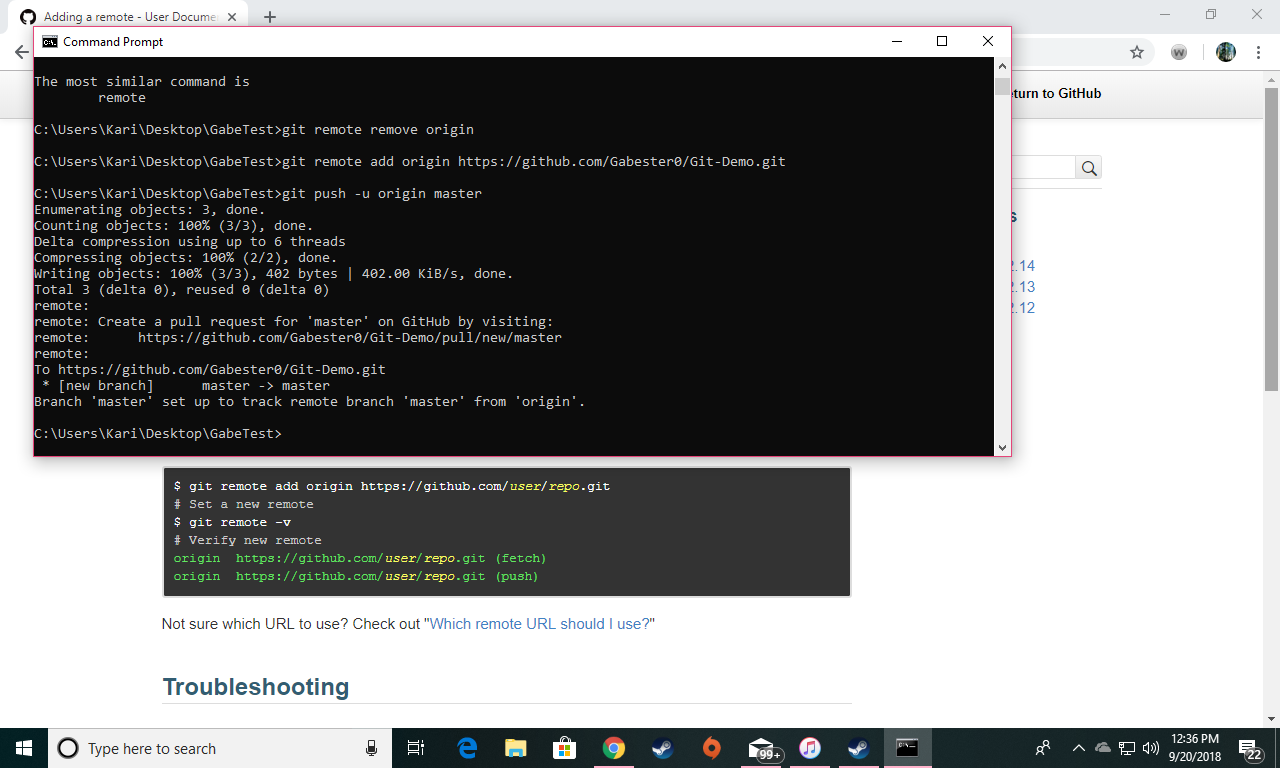 Adding a remote - User Docume
Command Prompt
The most similar command is
remote
C:\Users\Kari\Desktop\GabeTest>git remote remove origin
C:\Users\Kari\Desktop\GabeTest>git remote add origin https://github.com/Gabester0/Git-Demo.git
C:\Users\Kari\Desktop\GabeTest>git push -u origin master
Enumerating objects: 3, done.
Counting objects: 100% (3/3), done.
Delta compression using up to 6 threads
Compressing objects: 100% (2/2), done.
Writing objects: 100% (3/3), 402 bytes | 402.00 KiB/s, done.
Total 3 (delta 0), reused 0 (delta 0)
remote:
remote: Create a pull request for 'master' on GitHub by visiting:
remote:      https://github.com/Gabester0/Git-Demo/pull/new/master
remote:
To https://github.com/Gabester0/Git-Demo.git
 * [new branch]      master -> master
Branch 'master' set up to track remote branch 'master' from 'origin'.
C:\Users\Kari\Desktop\GabeTest>
W
turn to GitHub
s
2.14
2.13
2.12
$ git remote add origin https://github.com/user/repo.git
# Set a new remote
$ git remote -v
# Verify new remote
origin  https://github.com/user/repo.git (fetch)
origin  https://github.com/user/repo.git (push)
Not sure which URL to use? Check out "Which remote URL should I use?"
Troubleshooting
Type here to search
99+
12:36 PM
9/20/2018
22